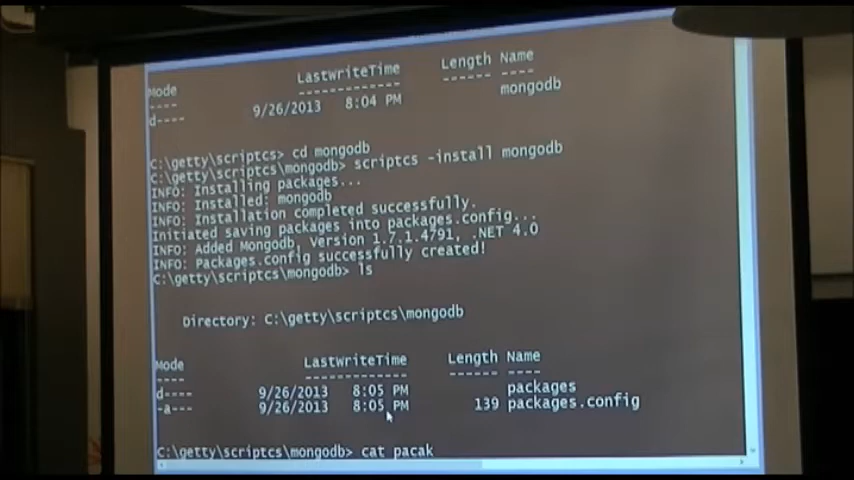 Mode LastWriteTime Length Name
---- ------------- ------ ----
d---- 9/26/2013 8:04 PM mongodb
C:\getty\scriptcs> cd mongodb
C:\getty\scriptcs\mongodb> scriptcs -install mongodb
INFO: Installing packages...
INFO: Installed: mongodb
INFO: Installation completed successfully.
Initiated saving packages into packages.config...
INFO: Added Mongodb, Version 1.7.1.4791, .NET 4.0
INFO: Packages.config successfully created!
C:\getty\scriptcs\mongodb> ls
Directory: C:\getty\scriptcs\mongodb
Mode LastWriteTime Length Name
---- ------------- ------ ----
d---- 9/26/2013 8:05 PM packages
-a--- 9/26/2013 8:05 PM 139 packages.config
C:\getty\scriptcs\mongodb> cat pacak